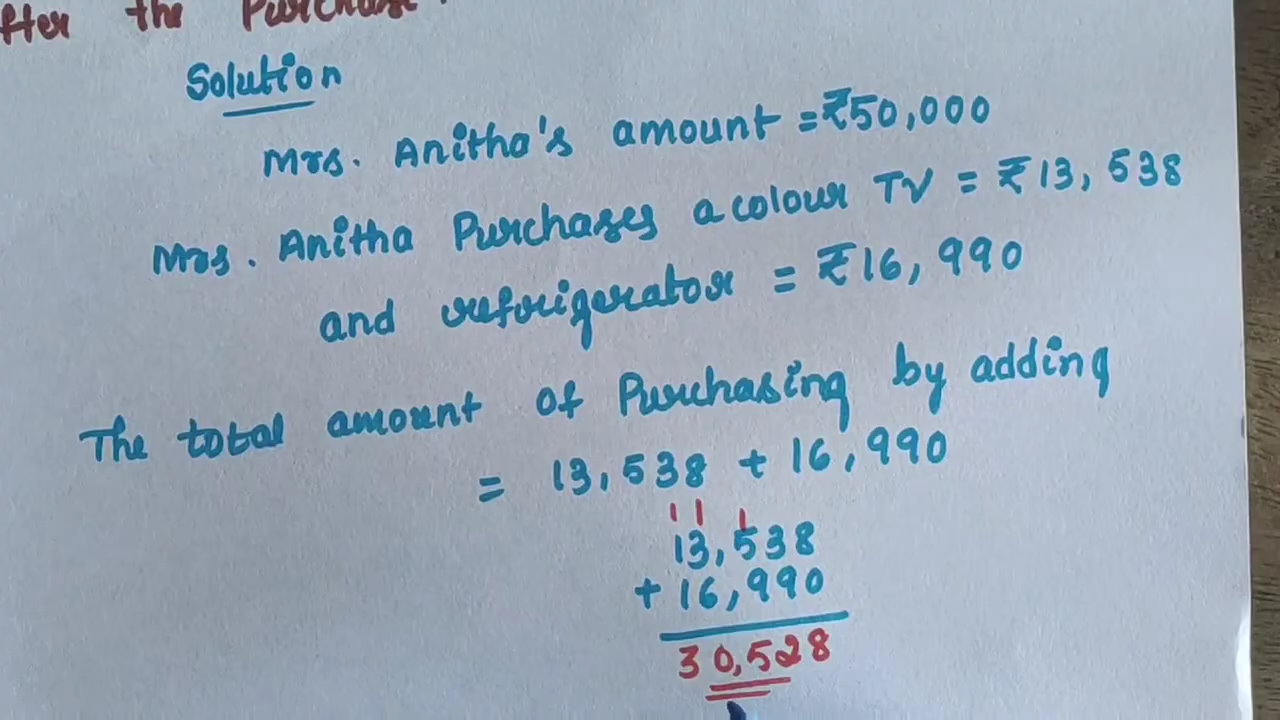 fter the Purchase.
Solution
Mrs. Anitha's amount = ₹50,000
Mrs. Anitha Purchases a colour TV = ₹13, 538
and refrigerator = ₹16, 990
The total amount of Purchasing by adding
= 13,538 + 16,990
1 1 1
13,538
+ 16,990
30,528